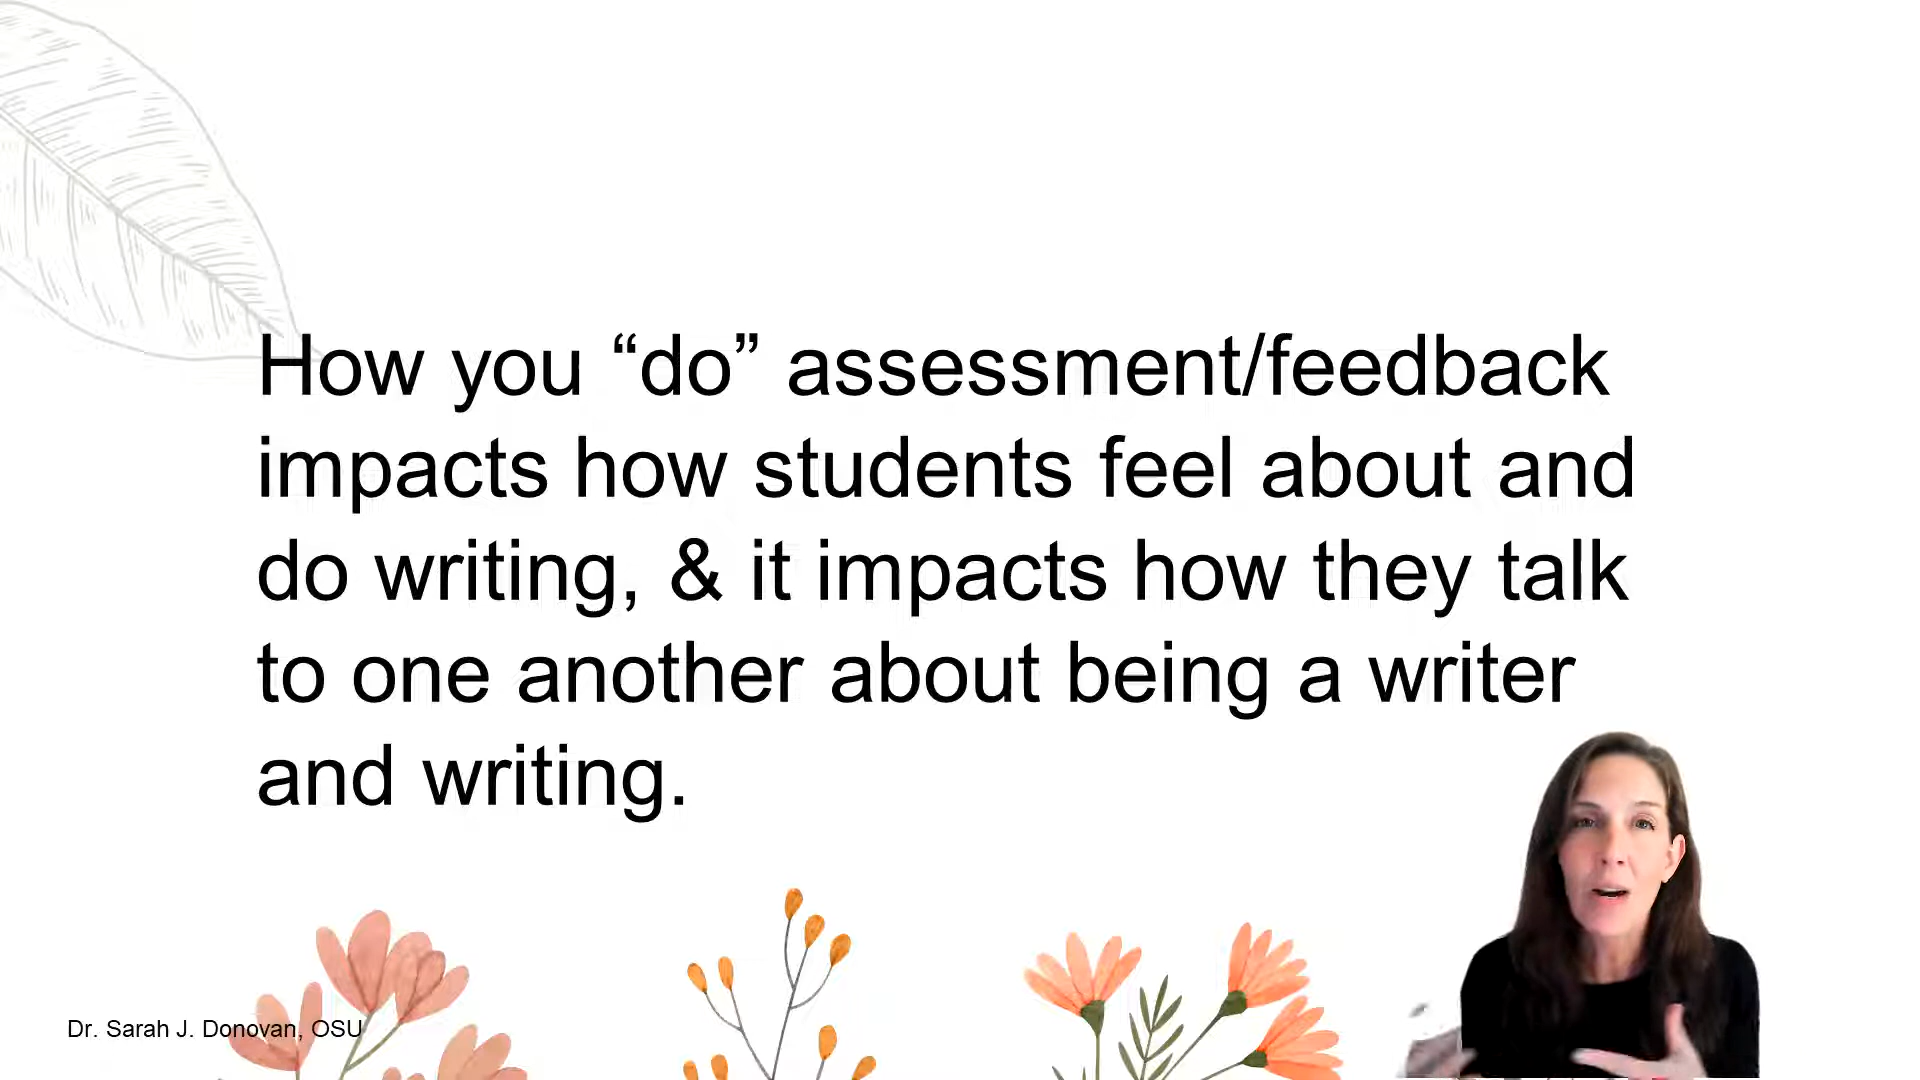 How you “do” assessment/feedback
impacts how students feel about and
do writing, & it impacts how they talk
to one another about being a writer
and writing.
Dr. Sarah J. Donovan, OSU